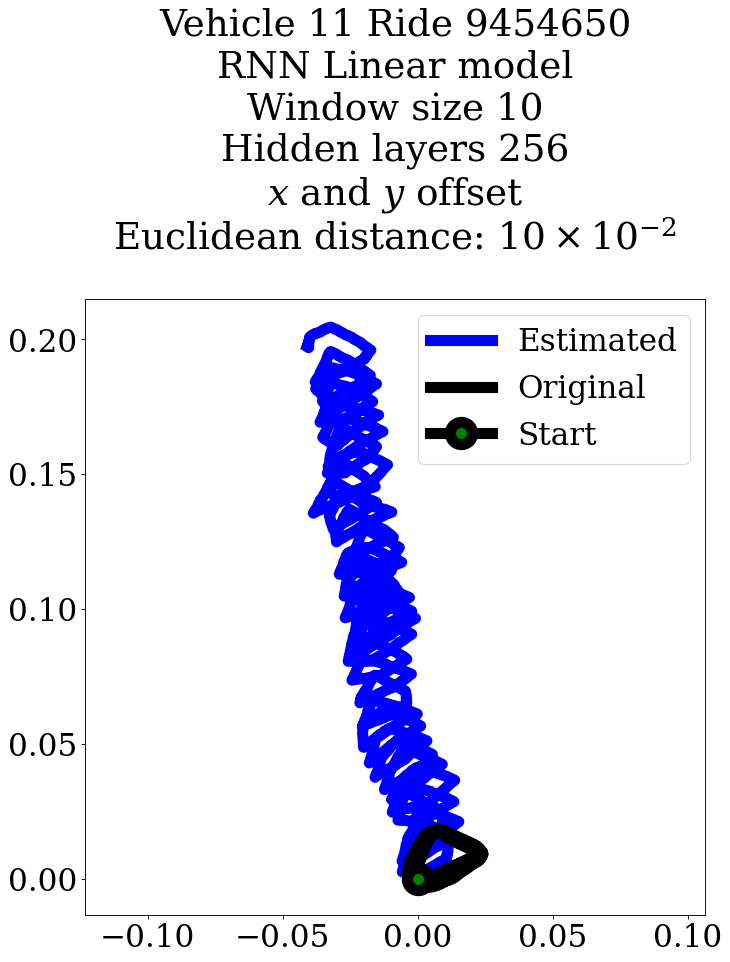 Vehicle 11 Ride 9454650
RNN Linear model
Window size 10
Hidden layers 256
x and y offset
Euclidean distance: 10 × 10⁻²
Estimated
Original
Start
0.20
0.15
0.10
0.05
0.00
−0.10 −0.05 0.00 0.05 0.10